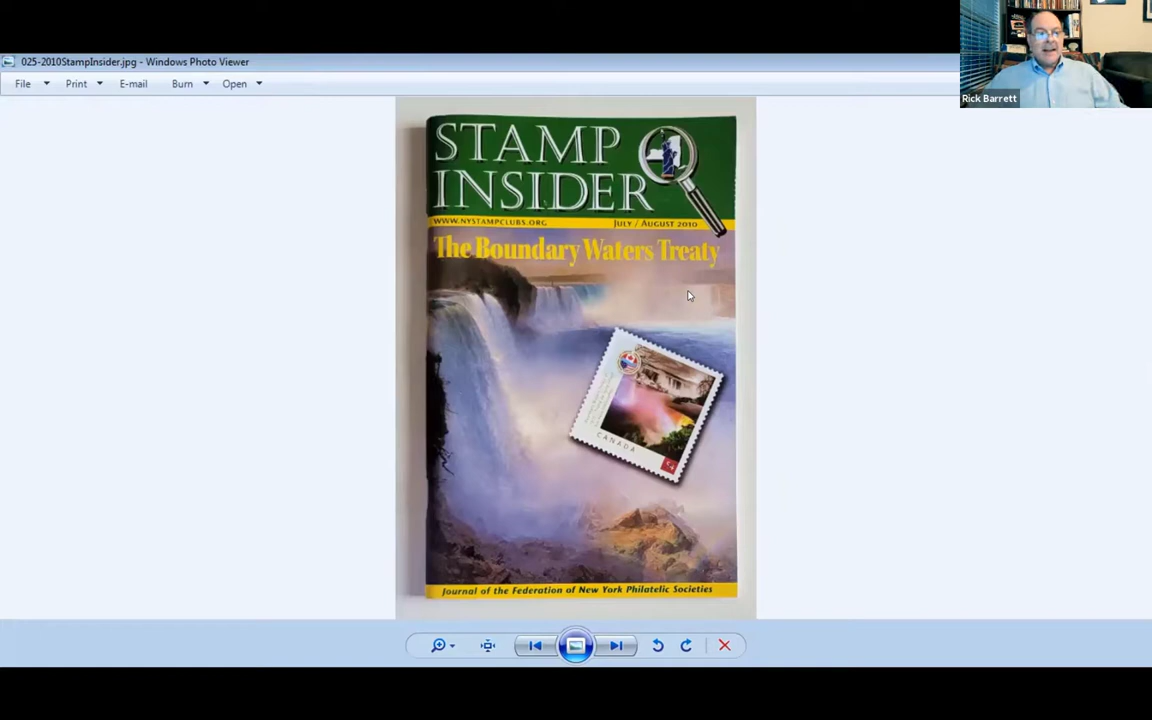 025-2010StampInsider.jpg - Windows Photo Viewer
File
Print
E-mail
Burn
Open
Rick Barrett
STAMP
INSIDER
WWW.NYSTAMPCLUBS.ORG
JULY / AUGUST 2010
The Boundary Waters Treaty
CANADA
Journal of the Federation of New York Philatelic Societies